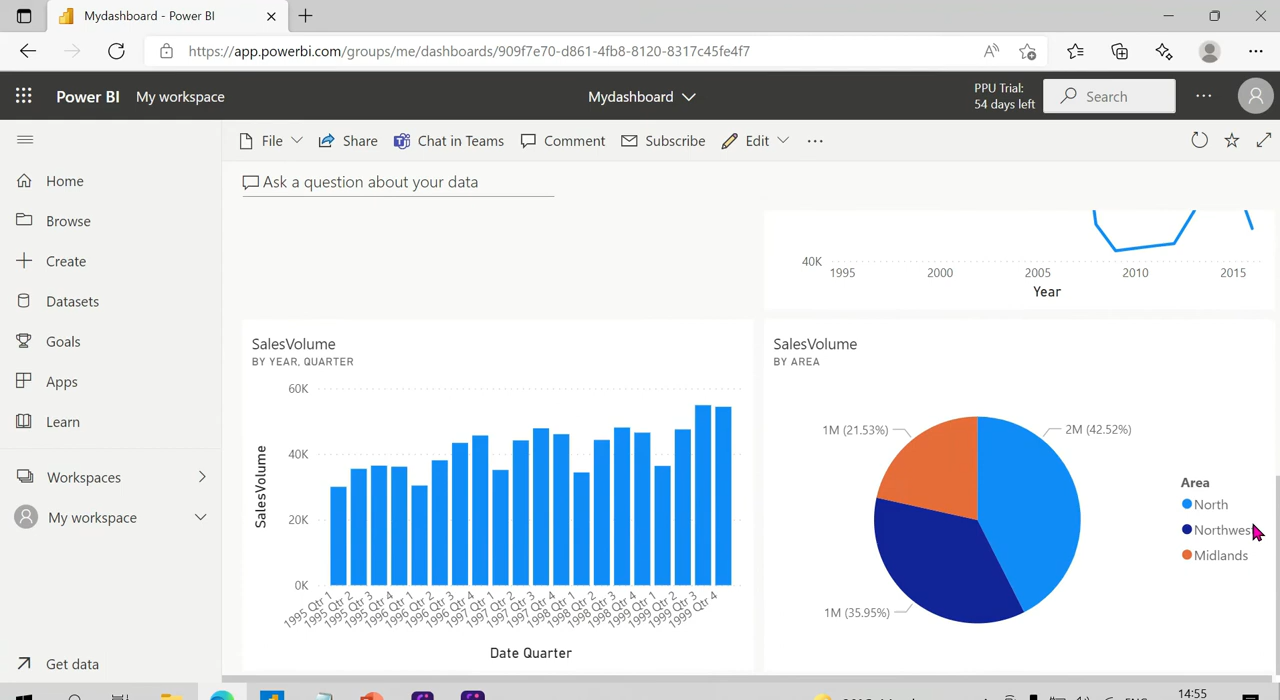 Mydashboard - Power BI
https://app.powerbi.com/groups/me/dashboards/909f7e70-d861-4fb8-8120-8317c45fe4f7
Power BI My workspace
Mydashboard
PPU Trial:
54 days left
Search
File Share Chat in Teams Comment Subscribe Edit
Ask a question about your data
Home
Browse
Create
Datasets
Goals
Apps
Learn
Workspaces
My workspace
Get data
40K
1995 2000 2005 2010 2015
Year
SalesVolume
BY YEAR, QUARTER
60K
40K
20K
0K
SalesVolume
1995 Qtr 1
1995 Qtr 2
1995 Qtr 3
1995 Qtr 4
1996 Qtr 1
1996 Qtr 2
1996 Qtr 3
1996 Qtr 4
1997 Qtr 1
1997 Qtr 2
1997 Qtr 3
1997 Qtr 4
1998 Qtr 1
1998 Qtr 2
1998 Qtr 3
1998 Qtr 4
1999 Qtr 1
1999 Qtr 2
1999 Qtr 3
1999 Qtr 4
Date Quarter
SalesVolume
BY AREA
1M (21.53%)
2M (42.52%)
1M (35.95%)
Area
North
Northwest
Midlands
14:55